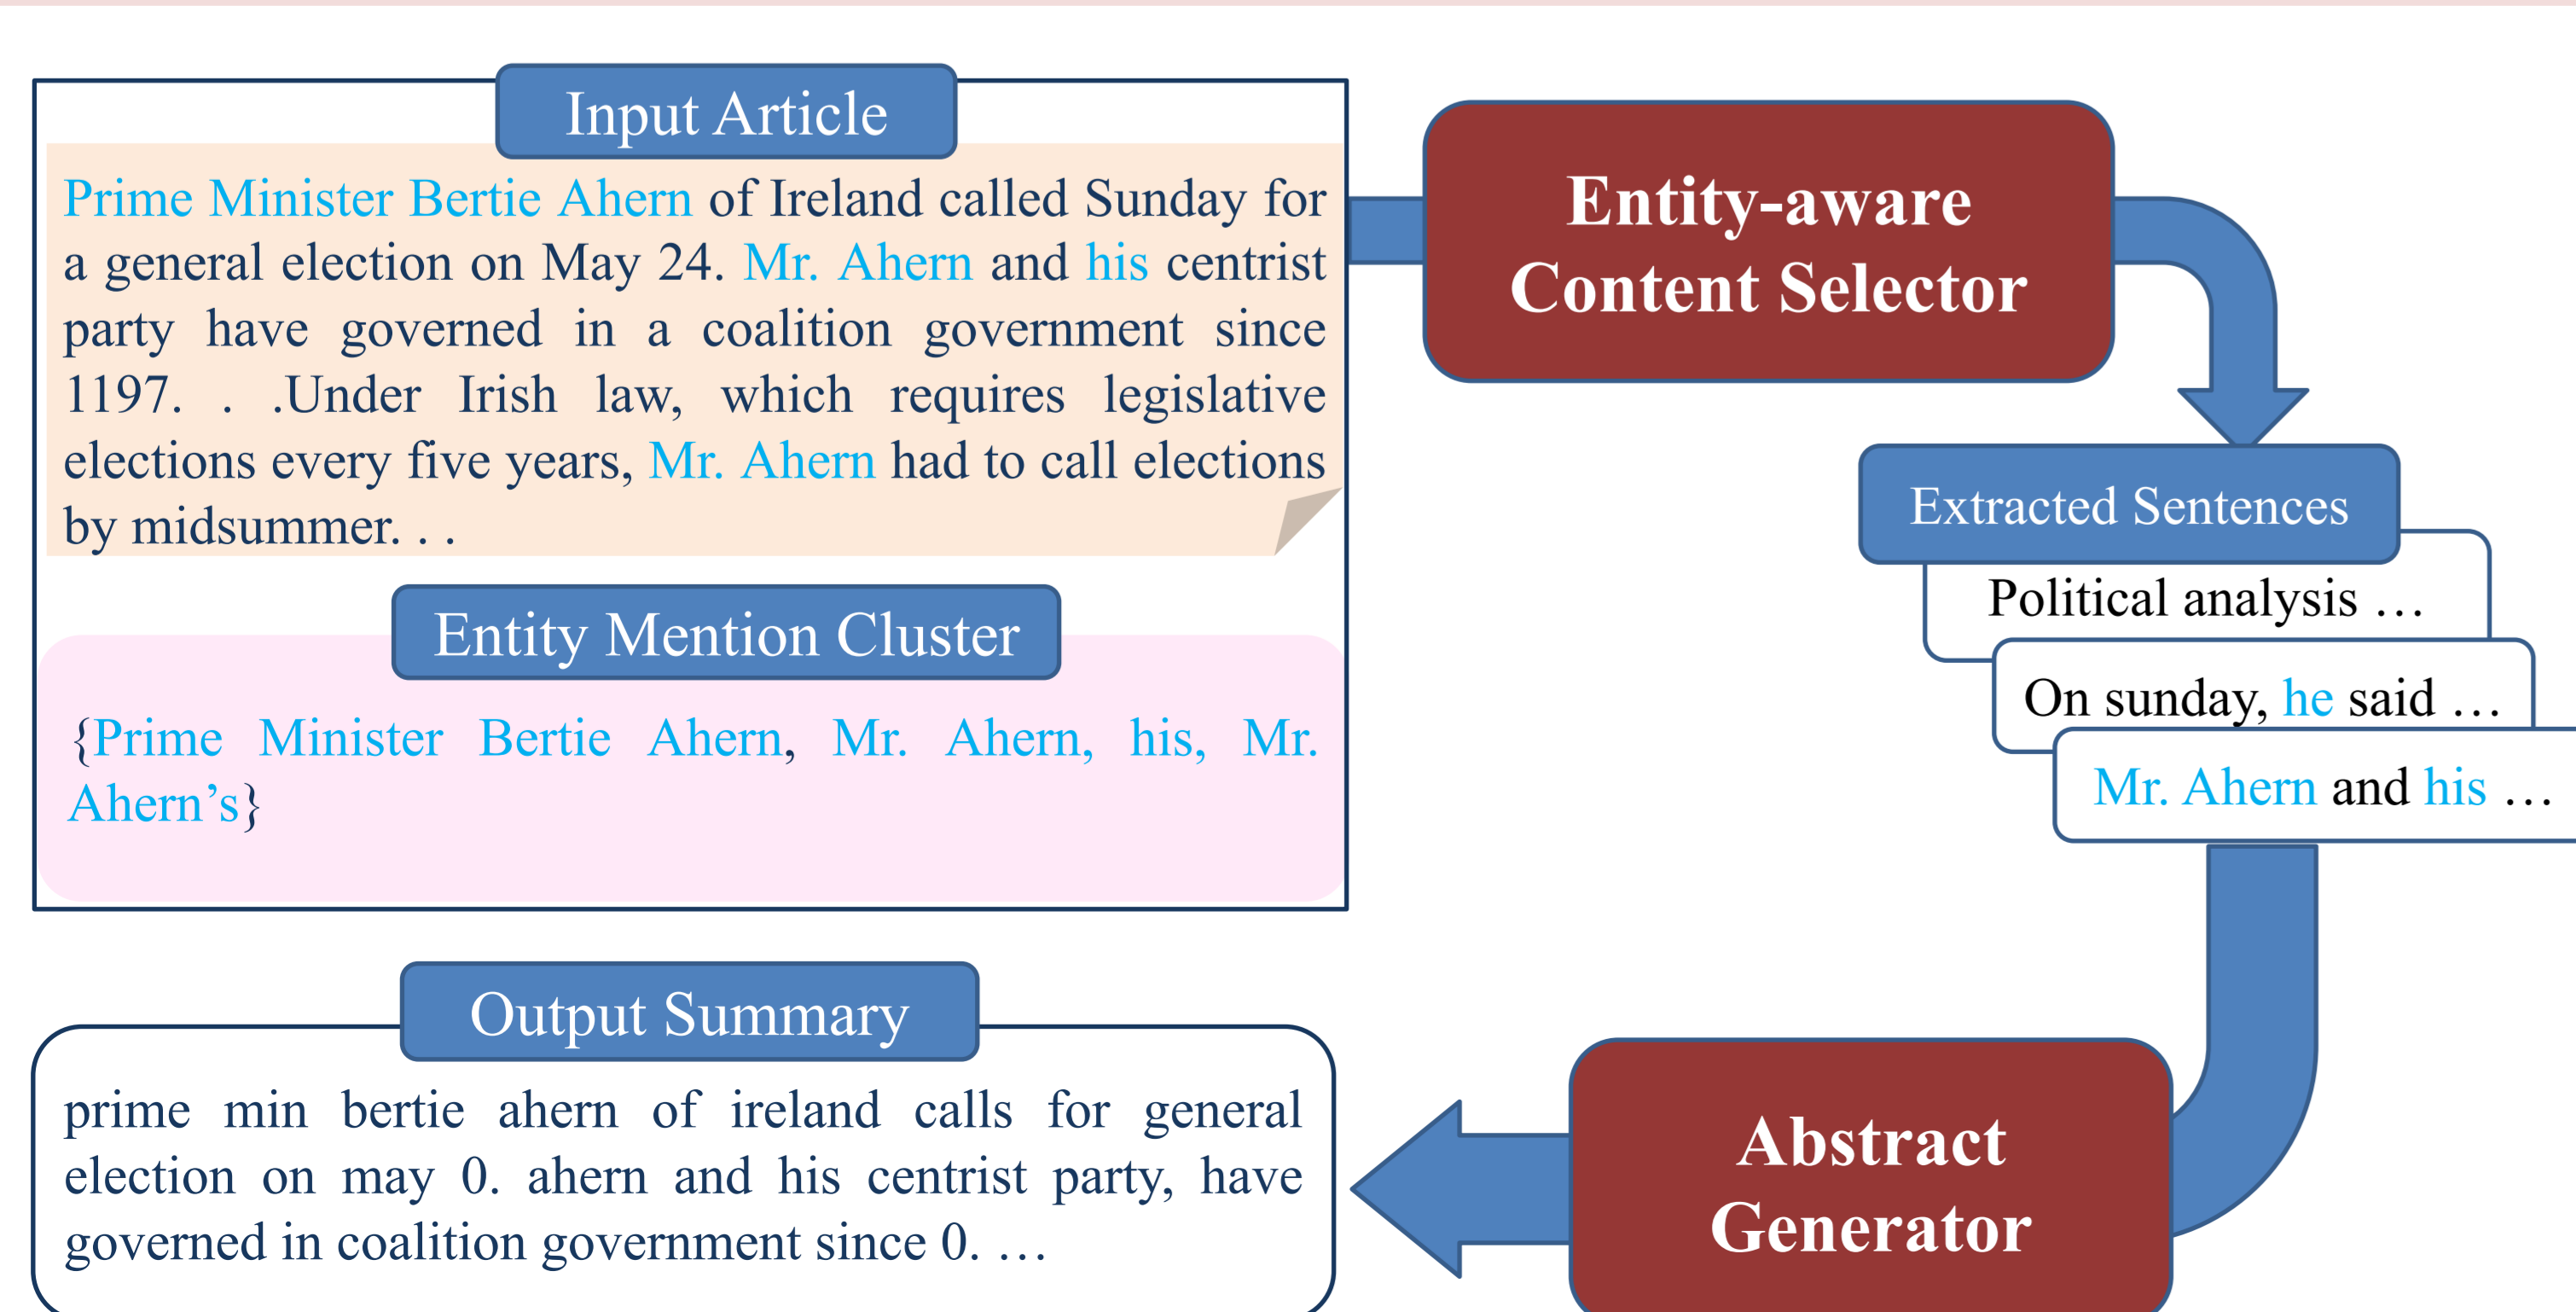 Input Article
Prime Minister Bertie Ahern of Ireland called Sunday for
a general election on May 24. Mr. Ahern and his centrist
party have governed in a coalition government since
1197. . .Under Irish law, which requires legislative
elections every five years, Mr. Ahern had to call elections
by midsummer. . .
Entity Mention Cluster
{Prime Minister Bertie Ahern, Mr. Ahern, his, Mr.
Ahern’s}
Entity-aware
Content Selector
Extracted Sentences
Political analysis …
On sunday, he said …
Mr. Ahern and his …
Abstract
Generator
Output Summary
prime min bertie ahern of ireland calls for general
election on may 0. ahern and his centrist party, have
governed in coalition government since 0. …